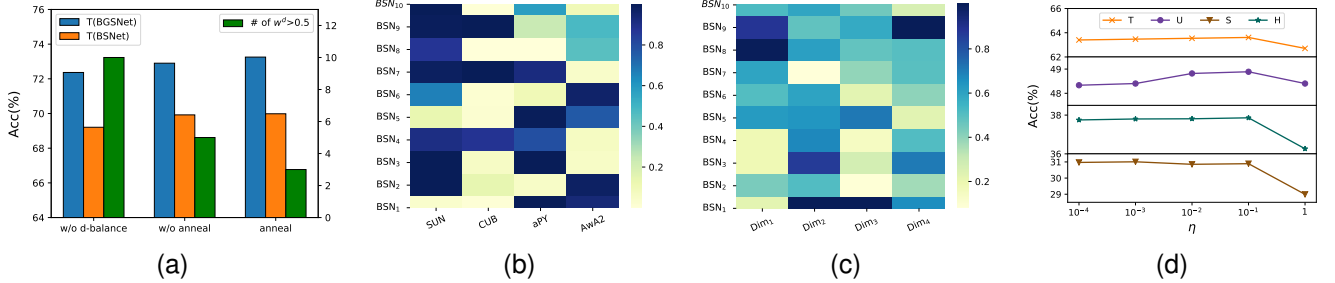 T(BGSNet)
T(BSNet)
# of w^d>0.5
Acc(%)
76
74
72
70
68
66
64
12
10
8
6
4
2
0
w/o d-balance
w/o anneal
anneal
(a)
BSN10
BSN9
BSN8
BSN7
BSN6
BSN5
BSN4
BSN3
BSN2
BSN1
SUN
CUB
aPY
AwA2
0.8
0.6
0.4
0.2
(b)
BSN10
BSN9
BSN8
BSN7
BSN6
BSN5
BSN4
BSN3
BSN2
BSN1
Dim1
Dim2
Dim3
Dim4
0.8
0.6
0.4
0.2
(c)
T U S H
Acc(%)
64
62
49
48
38
36
31
30
29
10^-4
10^-3
10^-2
10^-1
1
η
(d)